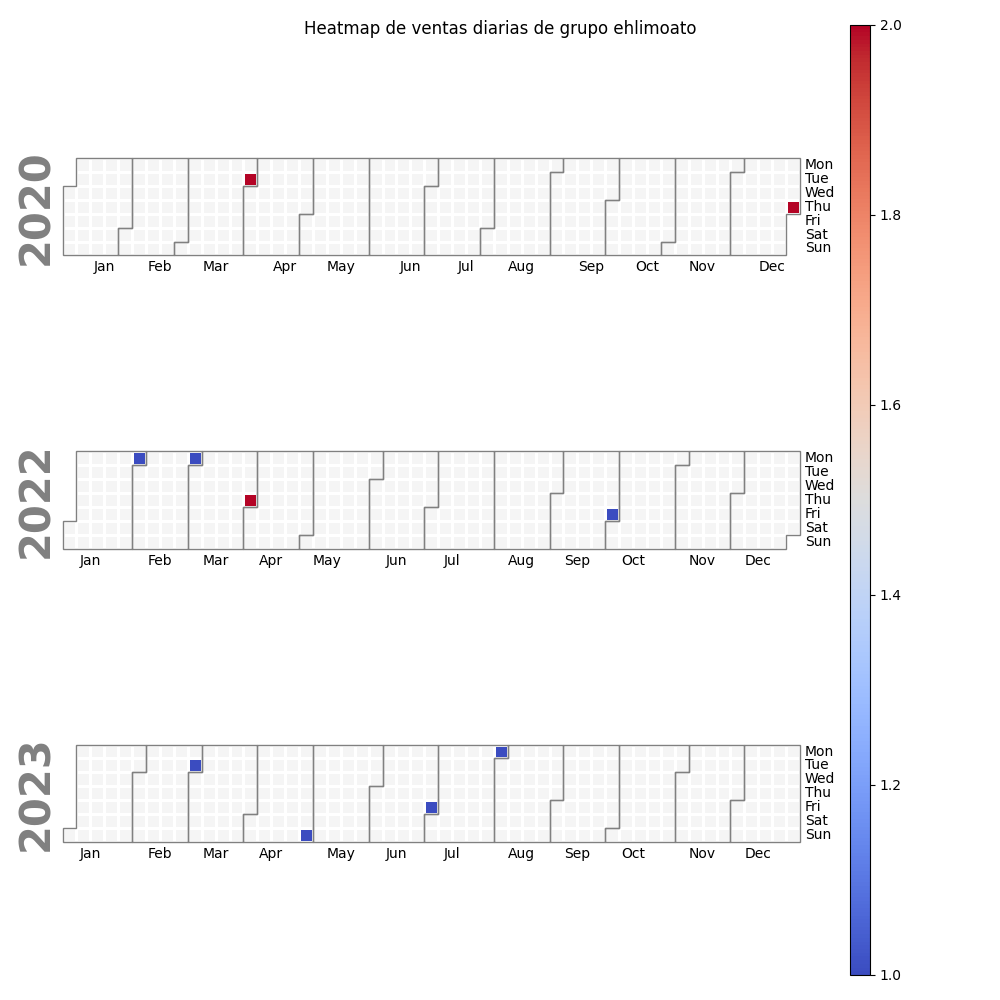 Heatmap de ventas diarias de grupo ehlimoato
2020
Mon
Tue
Wed
Thu
Fri
Sat
Sun
Jan Feb Mar Apr May Jun Jul Aug Sep Oct Nov Dec
2022
Mon
Tue
Wed
Thu
Fri
Sat
Sun
Jan Feb Mar Apr May Jun Jul Aug Sep Oct Nov Dec
2023
Mon
Tue
Wed
Thu
Fri
Sat
Sun
Jan Feb Mar Apr May Jun Jul Aug Sep Oct Nov Dec
2.0
1.8
1.6
1.4
1.2
1.0